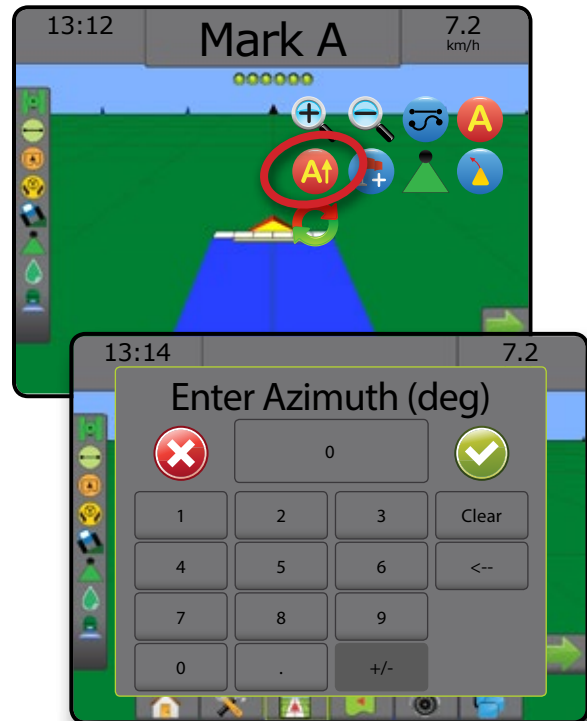 13:12
Mark A
7.2
km/h
A
A
13:14
7.2
Enter Azimuth (deg)
0
1 2 3 Clear
4 5 6 <--
7 8 9
0 . +/-